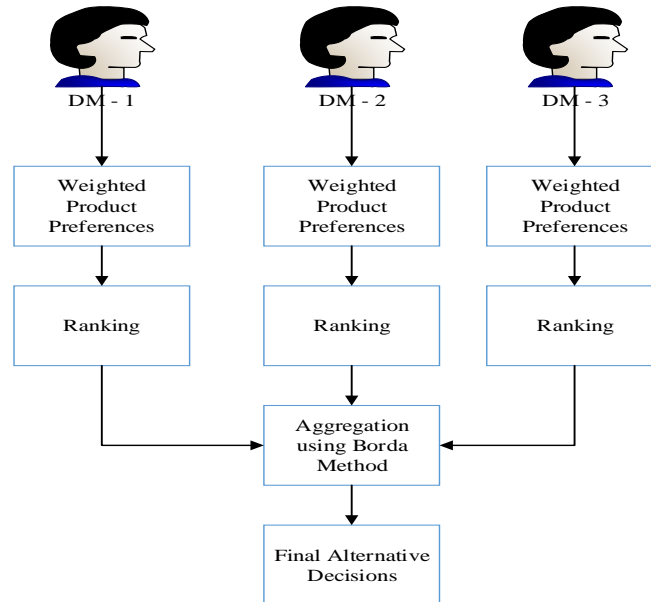 DM - 1
DM - 2
DM - 3
Weighted
Product
Preferences
Weighted
Product
Preferences
Weighted
Product
Preferences
Ranking
Ranking
Ranking
Aggregation
using Borda
Method
Final Alternative
Decisions